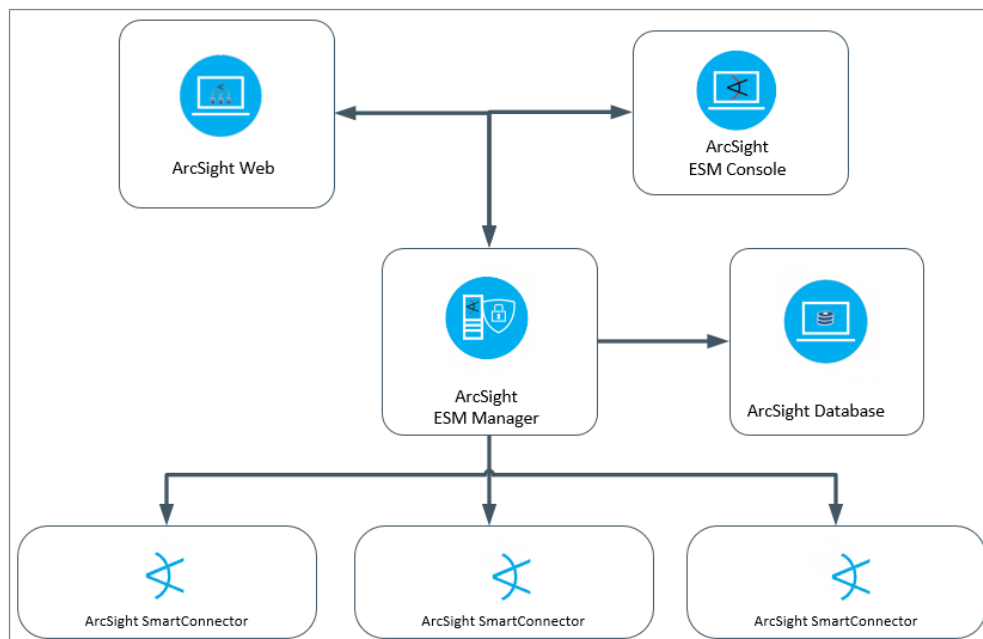 ArcSight Web
ArcSight
ESM Console
ArcSight
ESM Manager
ArcSight Database
ArcSight SmartConnector
ArcSight SmartConnector
ArcSight SmartConnector